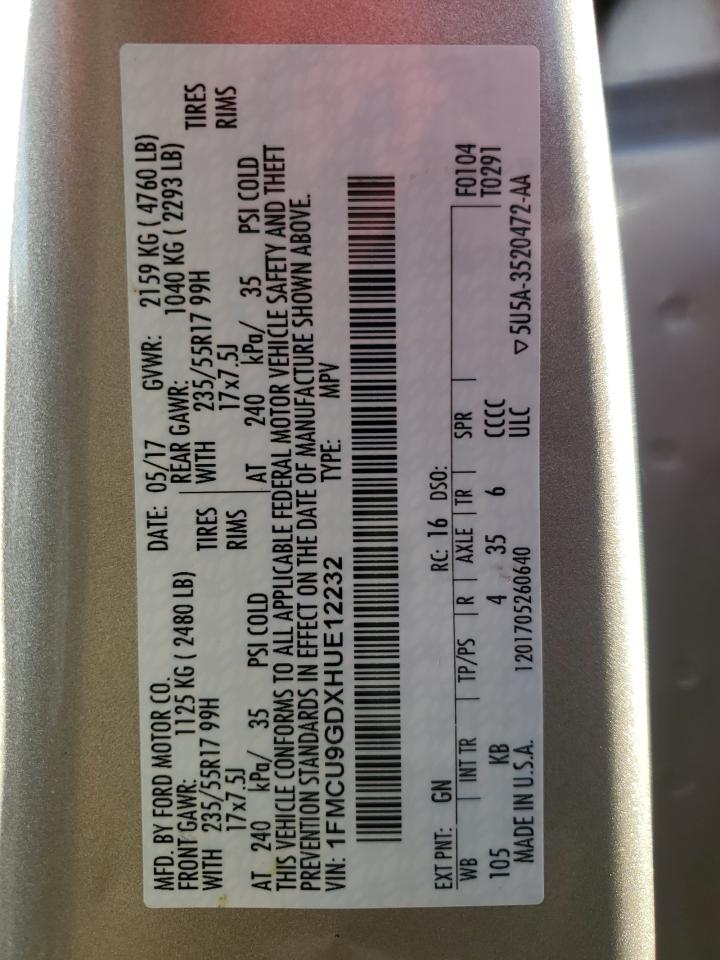 MFD. BY FORD MOTOR CO.
DATE: 05/17 GVWR: 2159 KG ( 4760 LB)
FRONT GAWR: 1125 KG ( 2480 LB) REAR GAWR: 1040 KG ( 2293 LB)
WITH 235/55R17 99H TIRES WITH 235/55R17 99H TIRES
17x7.5J RIMS 17x7.5J RIMS
AT 240 kPa/ 35 PSI COLD AT 240 kPa/ 35 PSI COLD
THIS VEHICLE CONFORMS TO ALL APPLICABLE FEDERAL MOTOR VEHICLE SAFETY AND THEFT
PREVENTION STANDARDS IN EFFECT ON THE DATE OF MANUFACTURE SHOWN ABOVE.
VIN: 1FMCU9GDXHUE12232 TYPE: MPV
EXT PNT: GN RC: 16 DSO: F0104
WB INT TR TP/PS R AXLE TR SPR T0291
105 KB 4 35 6 CCCC
MADE IN U.S.A. 1201705260640 ULC ▽5U5A-3520472-AA